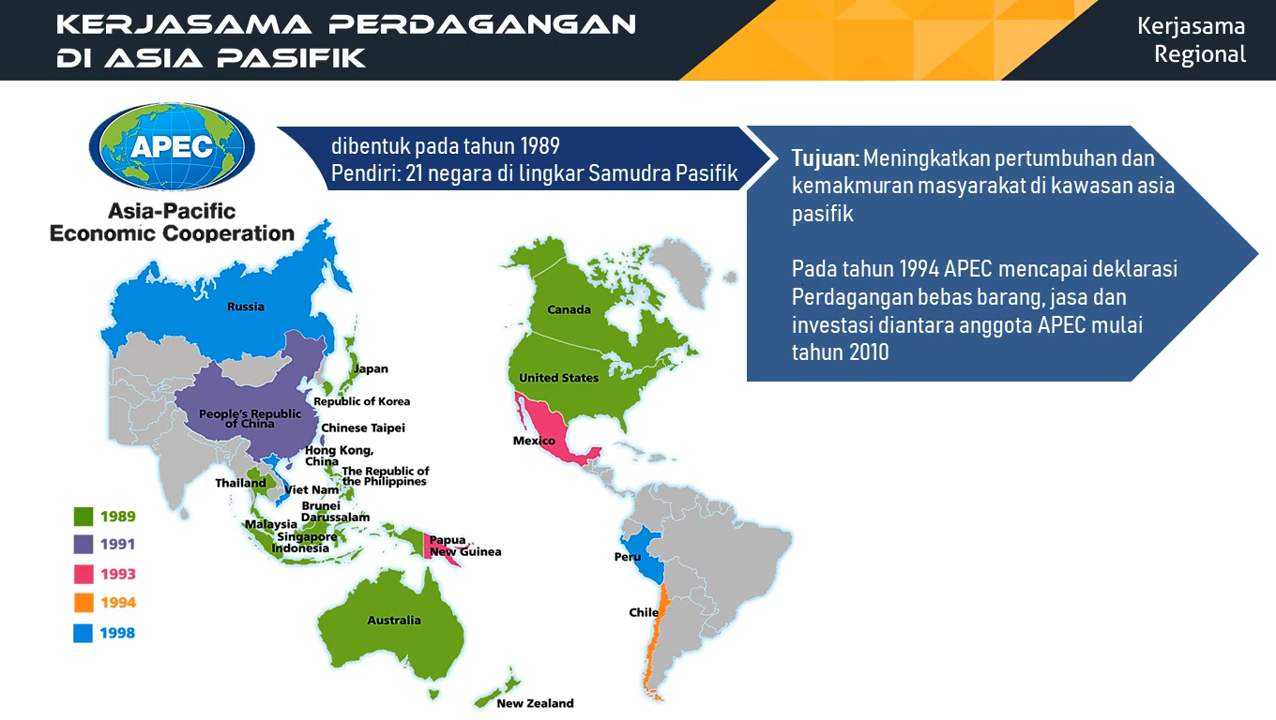 KERJASAMA PERDAGANGAN
DI ASIA PASIFIK
Kerjasama
Regional
APEC
Asia-Pacific
Economic Cooperation
dibentuk pada tahun 1989
Pendiri: 21 negara di lingkar Samudra Pasifik
Tujuan: Meningkatkan pertumbuhan dan
kemakmuran masyarakat di kawasan asia
pasifik
Pada tahun 1994 APEC mencapai deklarasi
Perdagangan bebas barang, jasa dan
investasi diantara anggota APEC mulai
tahun 2010
Russia
Japan
Republic of Korea
People's Republic
of China
Chinese Taipei
Hong Kong,
China
The Republic of
the Philippines
Thailand
Viet Nam
Brunei
Darussalam
Malaysia
Singapore
Indonesia
Papua
New Guinea
Australia
New Zealand
Canada
United States
Mexico
Peru
Chile
1989
1991
1993
1994
1998